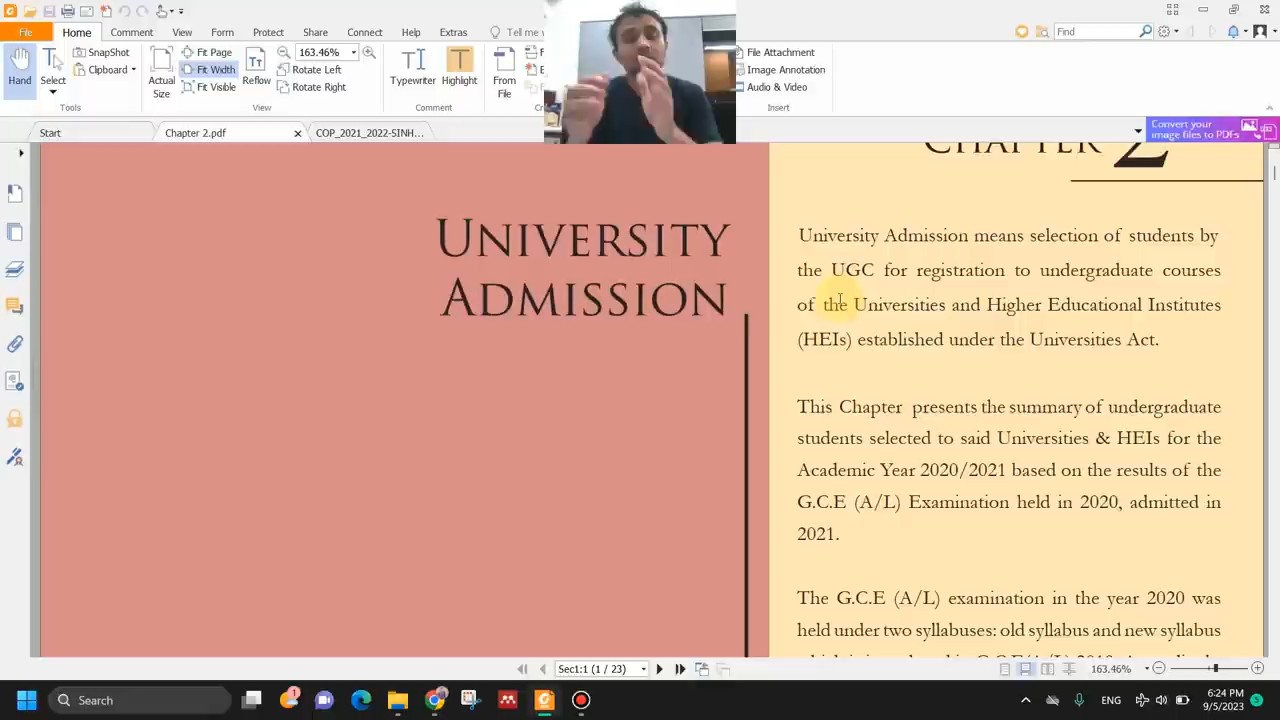 File
Home
Comment
View
Form
Protect
Share
Connect
Help
Extras
Tell me
Find
Hand
Select
SnapShot
Clipboard
Tools
Actual
Size
Fit Page
Fit Width
Fit Visible
Reflow
163.46%
Rotate Left
Rotate Right
View
Typewriter
Highlight
Comment
From
File
File Attachment
Image Annotation
Audio & Video
Insert
Start
Chapter 2.pdf
COP_2021_2022-SINH...
Convert your
image files to PDFs
UNIVERSITY
ADMISSION
CHAPTER 2
University Admission means selection of students by
the UGC for registration to undergraduate courses
of the Universities and Higher Educational Institutes
(HEIs) established under the Universities Act.
This Chapter presents the summary of undergraduate
students selected to said Universities & HEIs for the
Academic Year 2020/2021 based on the results of the
G.C.E (A/L) Examination held in 2020, admitted in
2021.
The G.C.E (A/L) examination in the year 2020 was
held under two syllabuses: old syllabus and new syllabus
Sec1:1 (1 / 23)
163.46%
Search
ENG
6:24 PM
9/5/2023